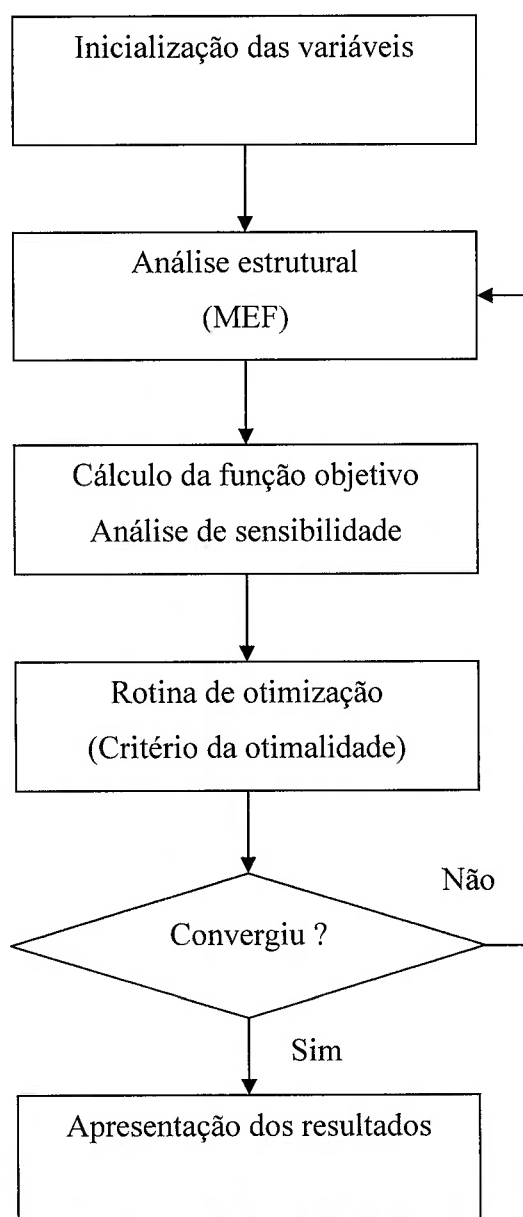 Inicialização das variáveis
Análise estrutural
(MEF)
Cálculo da função objetivo
Análise de sensibilidade
Rotina de otimização
(Critério da otimalidade)
Não
Convergiu ?
Sim
Apresentação dos resultados